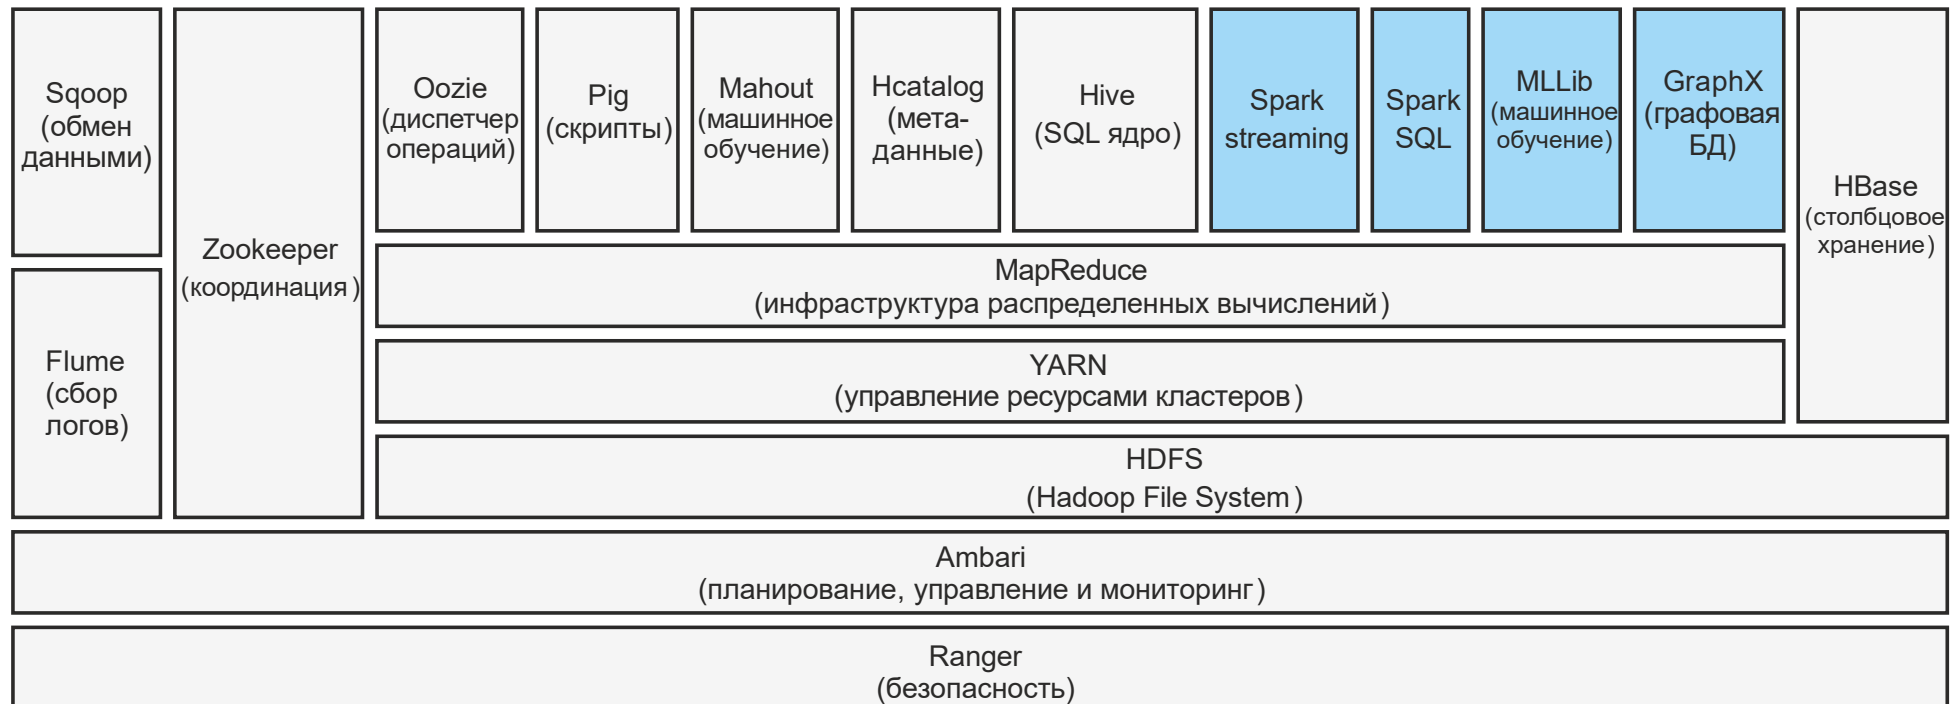 Sqoop
(обмен
данными)
Flume
(сбор
логов)
Zookeeper
(координация)
Oozie
(диспетчер
операций)
Pig
(скрипты)
Mahout
(машинное
обучение)
Hcatalog
(мета-
данные)
Hive
(SQL ядро)
Spark
streaming
Spark
SQL
MLLib
(машинное
обучение)
GraphX
(графовая
БД)
HBase
(столбцовое
хранение)
MapReduce
(инфраструктура распределенных вычислений)
YARN
(управление ресурсами кластеров)
HDFS
(Hadoop File System)
Ambari
(планирование, управление и мониторинг)
Ranger
(безопасность)